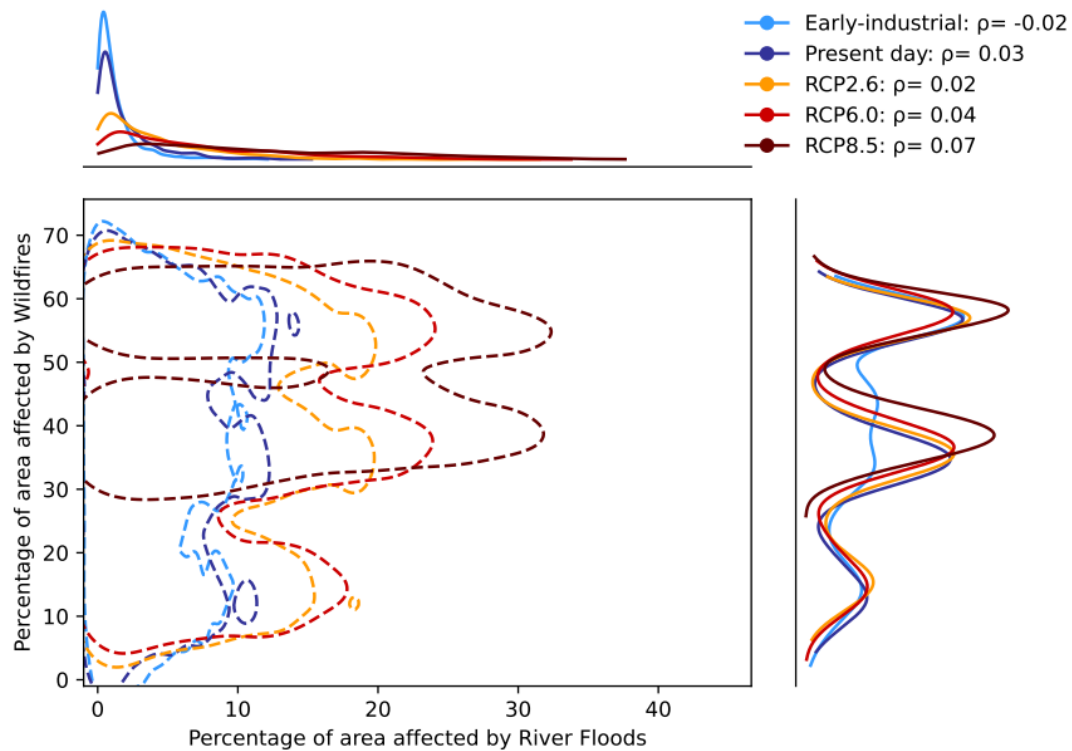 Early-industrial: ρ= -0.02
Present day: ρ= 0.03
RCP2.6: ρ= 0.02
RCP6.0: ρ= 0.04
RCP8.5: ρ= 0.07
Percentage of area affected by Wildfires
70
60
50
40
30
20
10
0
0 10 20 30 40
Percentage of area affected by River Floods